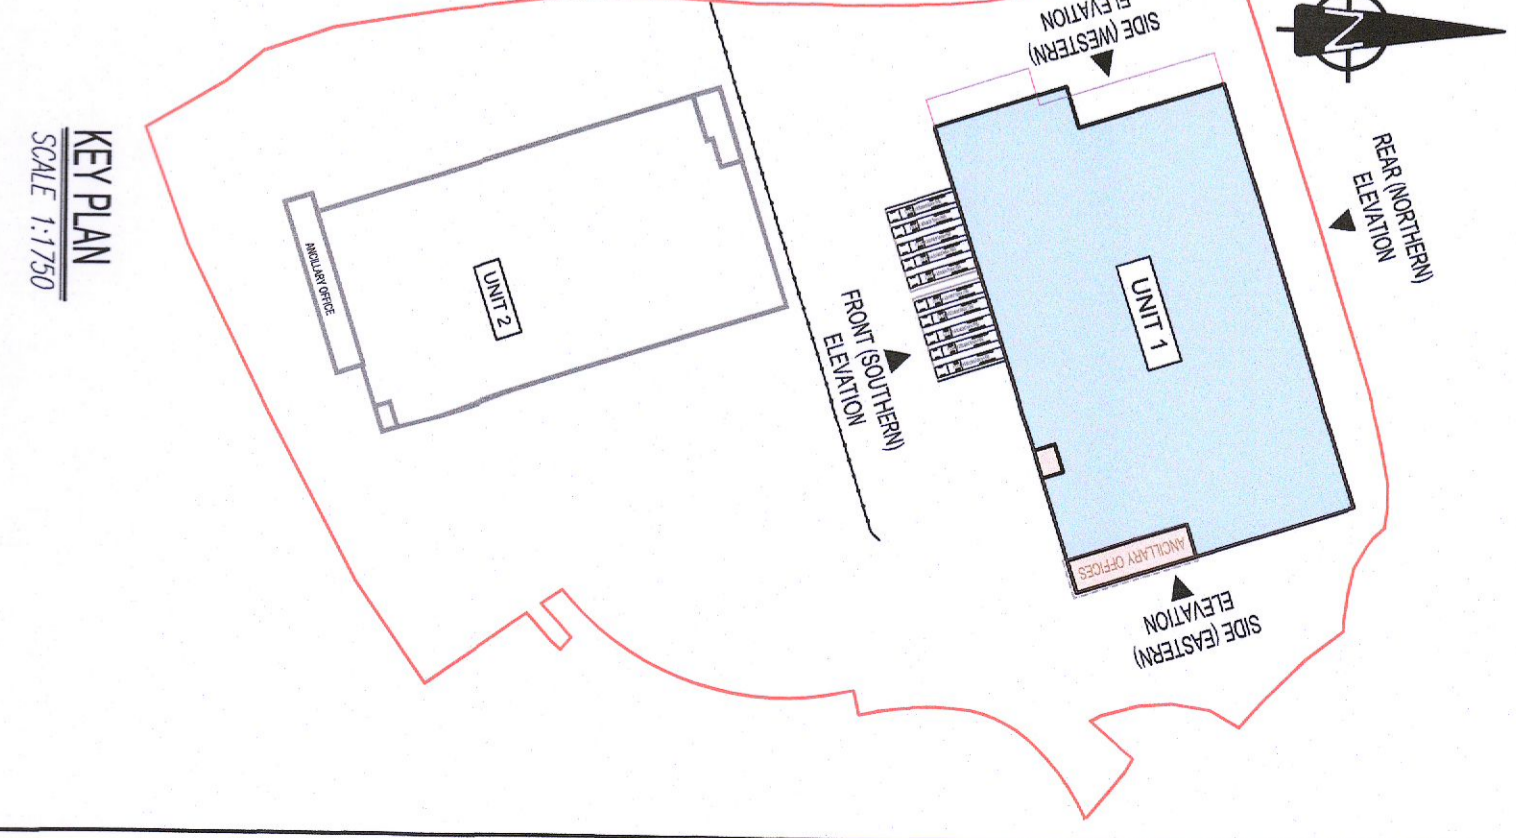 KEY PLAN
SCALE 1:1750
N
SIDE (WESTERN)
ELEVATION
REAR (NORTHERN)
ELEVATION
UNIT 1
FRONT (SOUTHERN)
ELEVATION
ANCILLARY OFFICES
SIDE (EASTERN)
ELEVATION
UNIT 2
ANCILLARY OFFICE